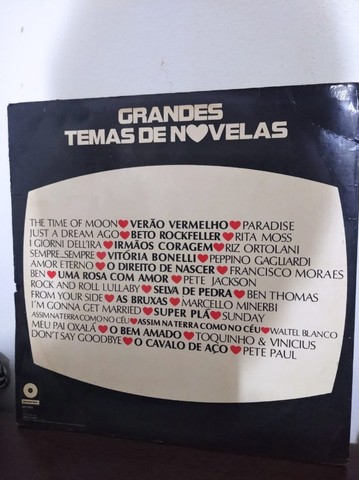 GRANDES
TEMAS DE N♥VELAS
THE TIME OF MOON♥VERÃO VERMELHO♥PARADISE
JUST A DREAM AGO♥BETO ROCKFELLER♥RITA MOSS
I GIORNI DELL'IRA♥IRMÃOS CORAGEM♥RIZ ORTOLANI
SEMPRE...SEMPRE♥VITÓRIA BONELLI♥PEPPINO GAGLIARDI
AMOR ETERNO♥O DIREITO DE NASCER♥FRANCISCO MORAES
BEN♥UMA ROSA COM AMOR♥PETE JACKSON
ROCK AND ROLL LULLABY♥SELVA DE PEDRA♥BEN THOMAS
FROM YOUR SIDE♥AS BRUXAS♥MARCELLO MINERBI
I'M GONNA GET MARRIED♥SUPER PLÁ♥SUNDAY
ASSIM NA TERRA COMO NO CÉU♥ASSIM NA TERRA COMO NO CÉU♥WALTEL BLANCO
MEU PAI OXALÁ♥O BEM AMADO♥TOQUINHO & VINICIUS
DON'T SAY GOODBYE♥O CAVALO DE AÇO♥PETE PAUL